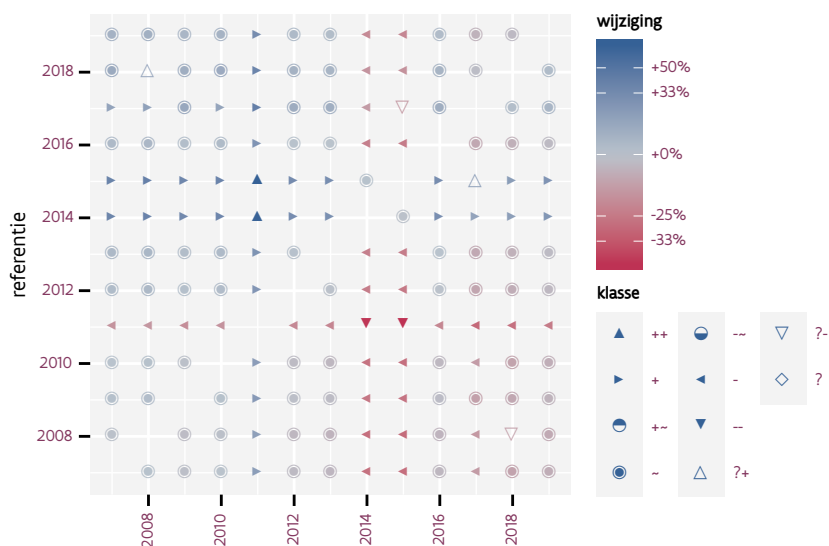 wijziging
+50%
+33%
+0%
-25%
-33%
klasse
++ -~ ?-
+ - ?
+~ --
~ ?+
referentie
2018
2016
2014
2012
2010
2008
2008 2010 2012 2014 2016 2018